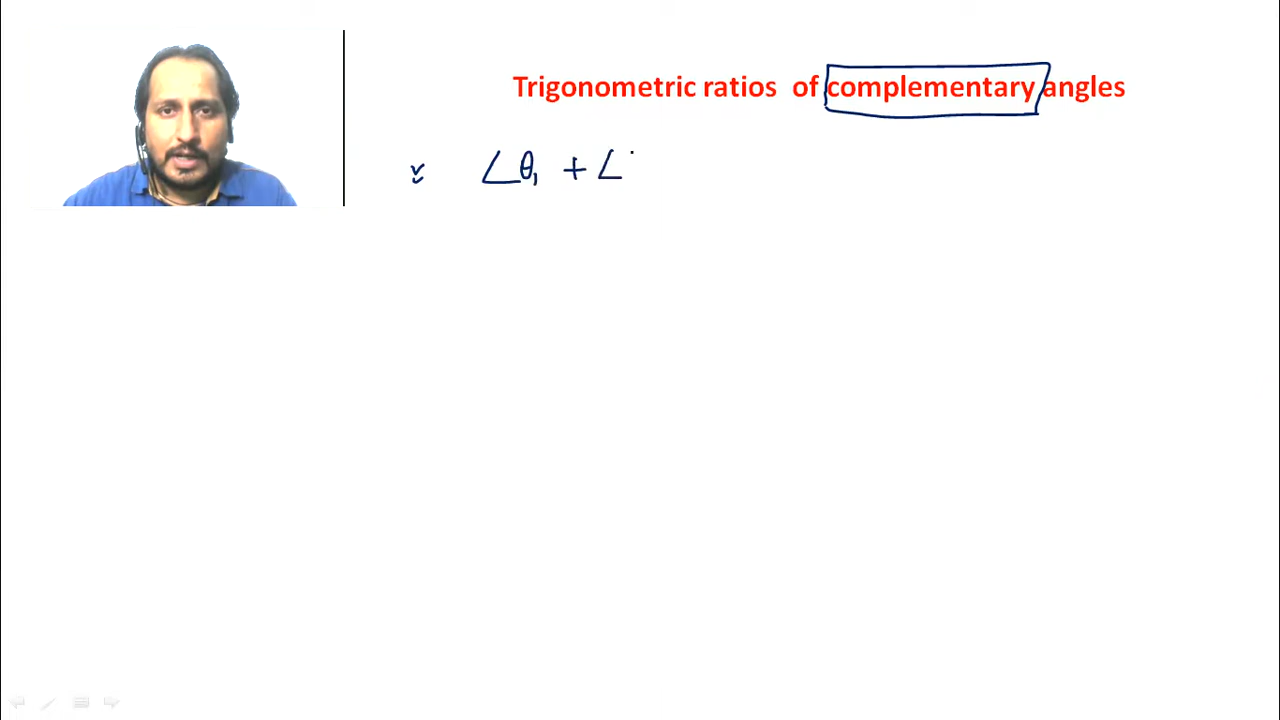 Trigonometric ratios of complementary angles
∠θ₁ + ∠